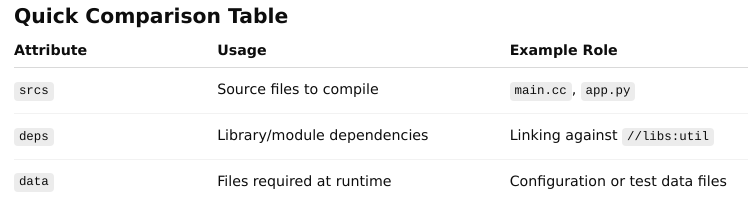 Quick Comparison Table
Attribute Usage Example Role
srcs Source files to compile main.cc, app.py
deps Library/module dependencies Linking against //libs:util
data Files required at runtime Configuration or test data files